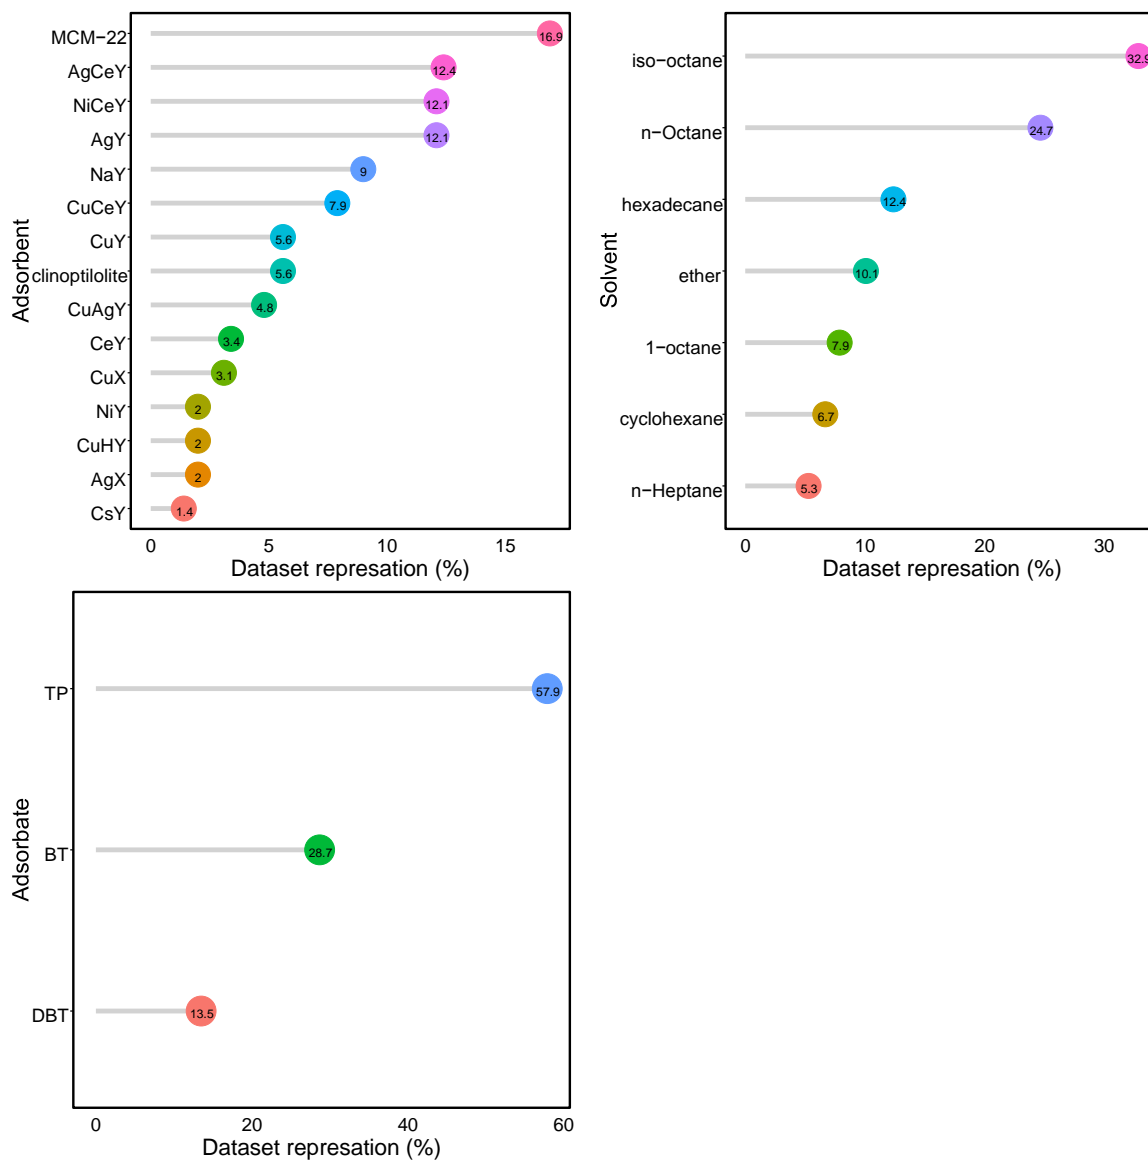 Adsorbent
MCM−22 16.9
AgCeY 12.4
NiCeY 12.1
AgY 12.1
NaY 9
CuCeY 7.9
CuY 5.6
clinoptilolite 5.6
CuAgY 4.8
CeY 3.4
CuX 3.1
NiY 2
CuHY 2
AgX 2
CsY 1.4
0 5 10 15
Dataset represation (%)
Solvent
iso−octane 32.9
n−Octane 24.7
hexadecane 12.4
ether 10.1
1−octane 7.9
cyclohexane 6.7
n−Heptane 5.3
0 10 20 30
Dataset represation (%)
Adsorbate
TP 57.9
BT 28.7
DBT 13.5
0 20 40 60
Dataset represation (%)